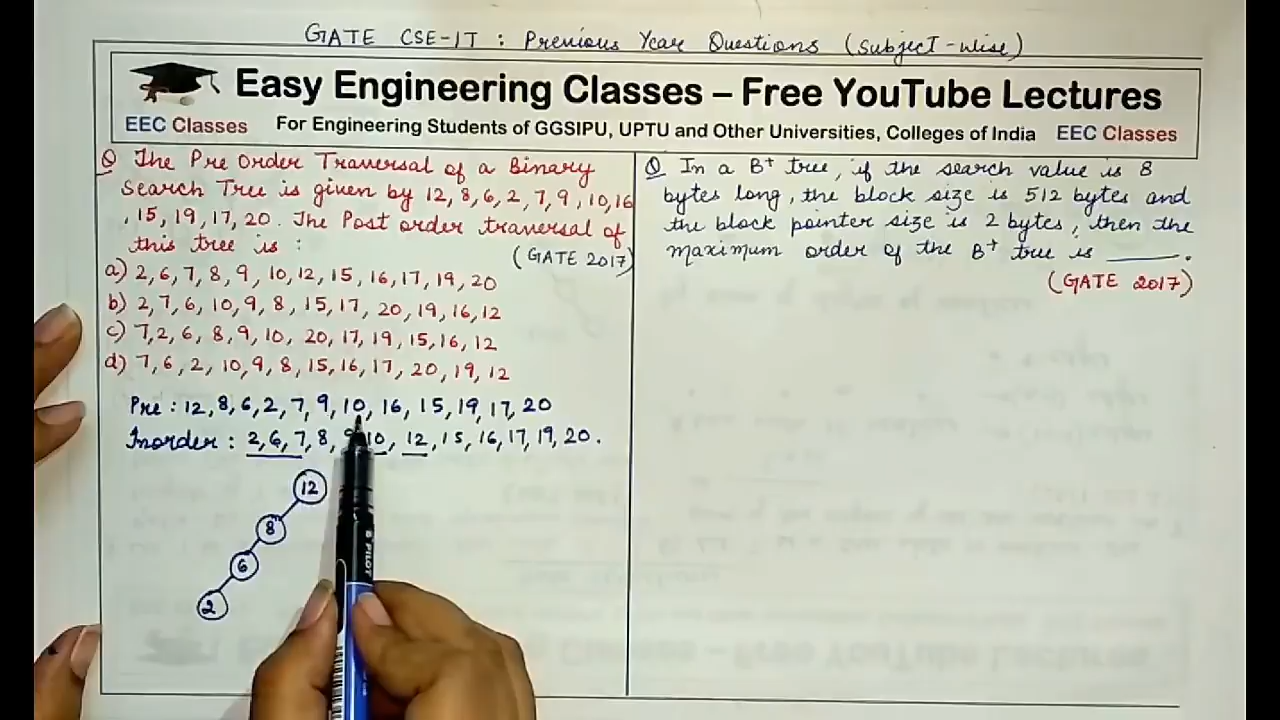 GATE CSE-IT : Previous Year Questions (Subject-wise)
Easy Engineering Classes – Free YouTube Lectures
EEC Classes For Engineering Students of GGSIPU, UPTU and Other Universities, Colleges of India EEC Classes
Q The Pre Order Traversal of a Binary
Search Tree is given by 12, 8, 6, 2, 7, 9, 10, 16
, 15, 19, 17, 20. The Post order traversal of
this tree is :
(GATE 2017)
a) 2, 6, 7, 8, 9, 10, 12, 15, 16, 17, 19, 20
b) 2, 7, 6, 10, 9, 8, 15, 17, 20, 19, 16, 12
c) 7, 2, 6, 8, 9, 10, 20, 17, 19, 15, 16, 12
d) 7, 6, 2, 10, 9, 8, 15, 16, 17, 20, 19, 12
Pre : 12, 8, 6, 2, 7, 9, 10, 16, 15, 19, 17, 20
Inorder : 2, 6, 7, 8, 10, 12, 15, 16, 17, 19, 20.
12
8
6
2
Q In a B+ tree, if the search value is 8
bytes long, the block size is 512 bytes and
the block pointer size is 2 bytes, then the
maximum order of the B+ tree is ______.
(GATE 2017)